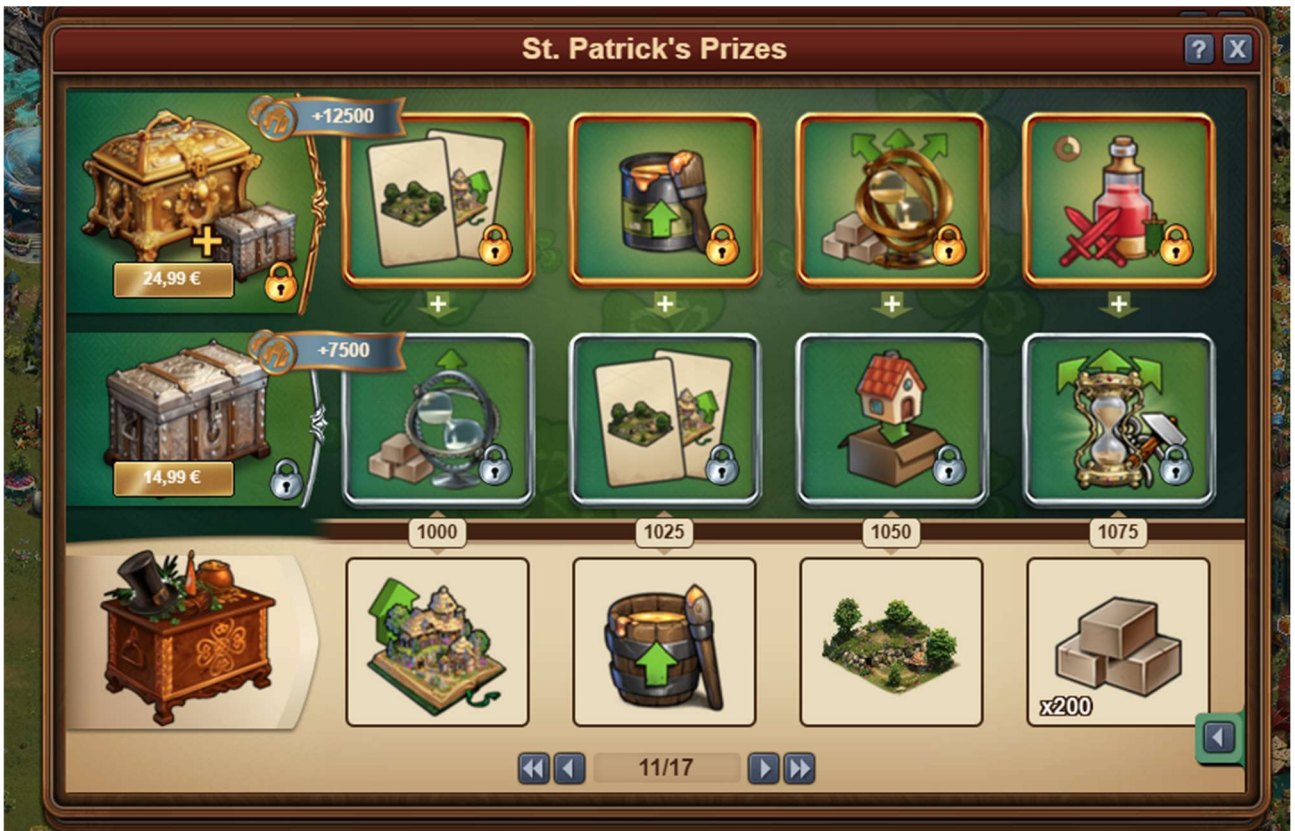 St. Patrick's Prizes
? X
+12500
24,99 €
+7500
14,99 €
1000 1025 1050 1075
x200
11/17